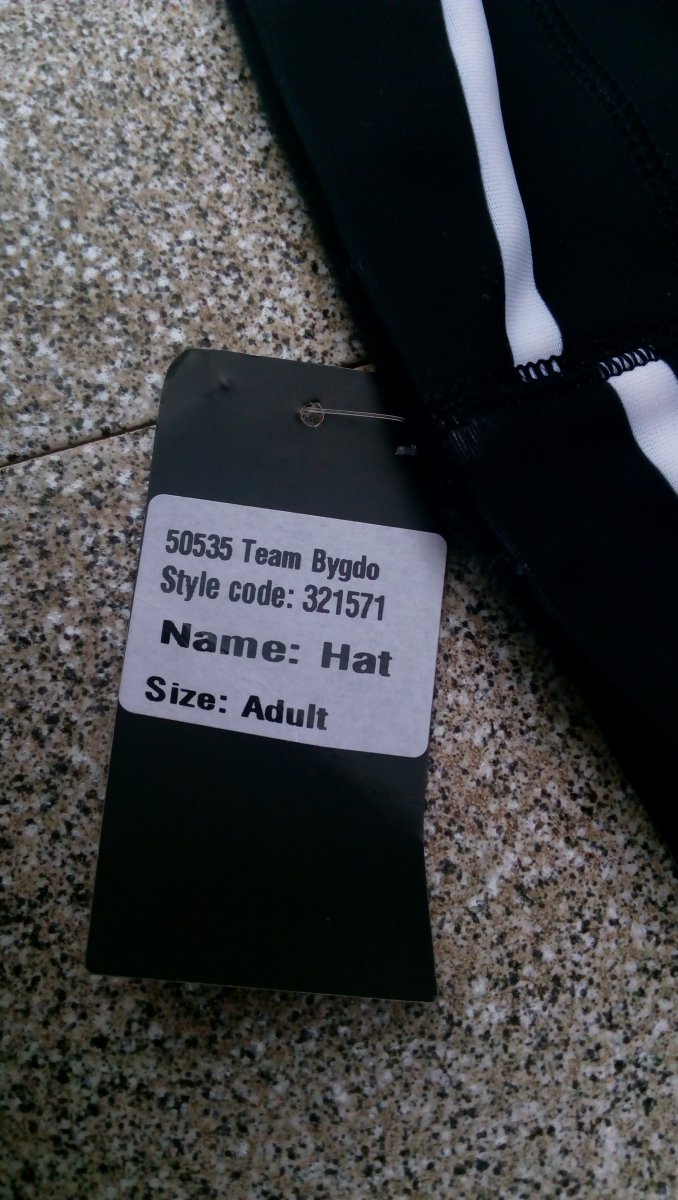 50535 Team Bygdo
Style code: 321571
Name: Hat
Size: Adult